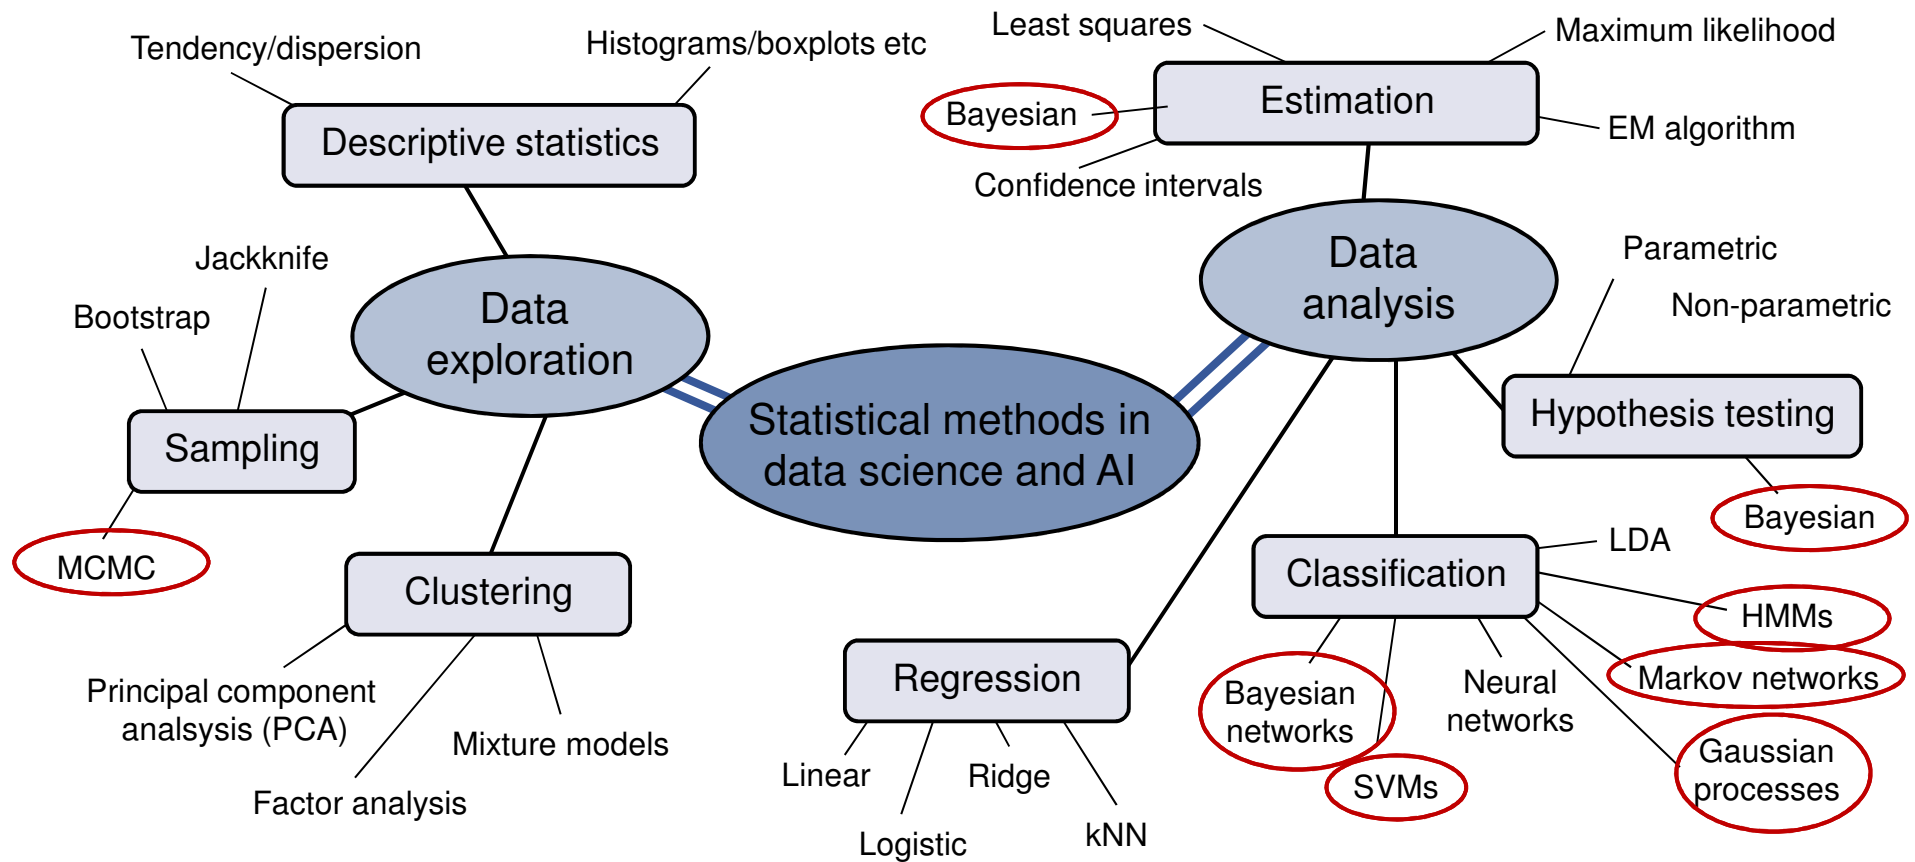 Least squares
Maximum likelihood
Tendency/dispersion
Histograms/boxplots etc
Estimation
Bayesian
EM algorithm
Descriptive statistics
Confidence intervals
Jackknife
Data
analysis
Parametric
Non-parametric
Bootstrap
Data
exploration
Statistical methods in
data science and AI
Hypothesis testing
Sampling
Bayesian
LDA
MCMC
Clustering
Classification
HMMs
Markov networks
Principal component
analsysis (PCA)
Mixture models
Factor analysis
Regression
Bayesian
networks
Neural
networks
Gaussian
processes
SVMs
Linear
Ridge
Logistic
kNN